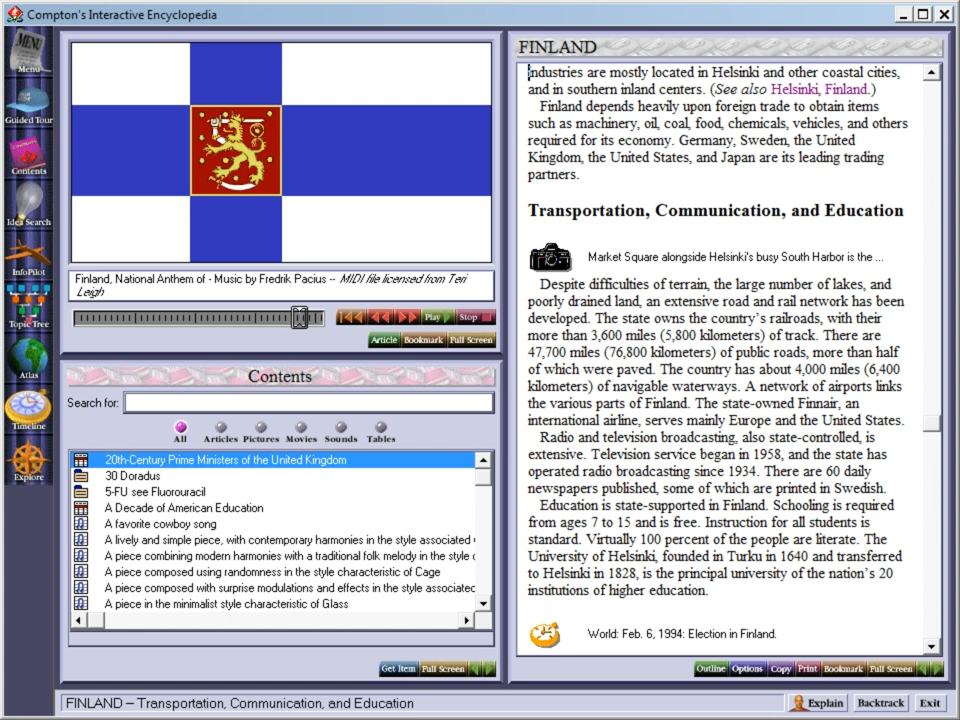 Compton's Interactive Encyclopedia
MENU
Menu
Guided Tour
Contents
Idea Search
InfoPilot
Topic Tree
Atlas
Timeline
Explore
Finland, National Anthem of - Music by Fredrik Pacius -- MIDI file licensed from Teri
Leigh
Play
Stop
Article Bookmark Full Screen
Contents
Search for:
All Articles Pictures Movies Sounds Tables
20th-Century Prime Ministers of the United Kingdom
30 Doradus
5-FU see Fluorouracil
A Decade of American Education
A favorite cowboy song
A lively and simple piece, with contemporary harmonies in the style associated
A piece combining modern harmonies with a traditional folk melody in the style
A piece composed using randomness in the style characteristic of Cage
A piece composed with surprise modulations and effects in the style associated
A piece in the minimalist style characteristic of Glass
Get Item Full Screen
FINLAND
industries are mostly located in Helsinki and other coastal cities,
and in southern inland centers. (See also Helsinki, Finland.)
Finland depends heavily upon foreign trade to obtain items
such as machinery, oil, coal, food, chemicals, vehicles, and others
required for its economy. Germany, Sweden, the United
Kingdom, the United States, and Japan are its leading trading
partners.
Transportation, Communication, and Education
Market Square alongside Helsinki's busy South Harbor is the ...
Despite difficulties of terrain, the large number of lakes, and
poorly drained land, an extensive road and rail network has been
developed. The state owns the country's railroads, with their
more than 3,600 miles (5,800 kilometers) of track. There are
47,700 miles (76,800 kilometers) of public roads, more than half
of which were paved. The country has about 4,000 miles (6,400
kilometers) of navigable waterways. A network of airports links
the various parts of Finland. The state-owned Finnair, an
international airline, serves mainly Europe and the United States.
Radio and television broadcasting, also state-controlled, is
extensive. Television service began in 1958, and the state has
operated radio broadcasting since 1934. There are 60 daily
newspapers published, some of which are printed in Swedish.
Education is state-supported in Finland. Schooling is required
from ages 7 to 15 and is free. Instruction for all students is
standard. Virtually 100 percent of the people are literate. The
University of Helsinki, founded in Turku in 1640 and transferred
to Helsinki in 1828, is the principal university of the nation's 20
institutions of higher education.
World: Feb. 6, 1994: Election in Finland.
Outline Options Copy Print Bookmark Full Screen
FINLAND – Transportation, Communication, and Education
Explain Backtrack Exit